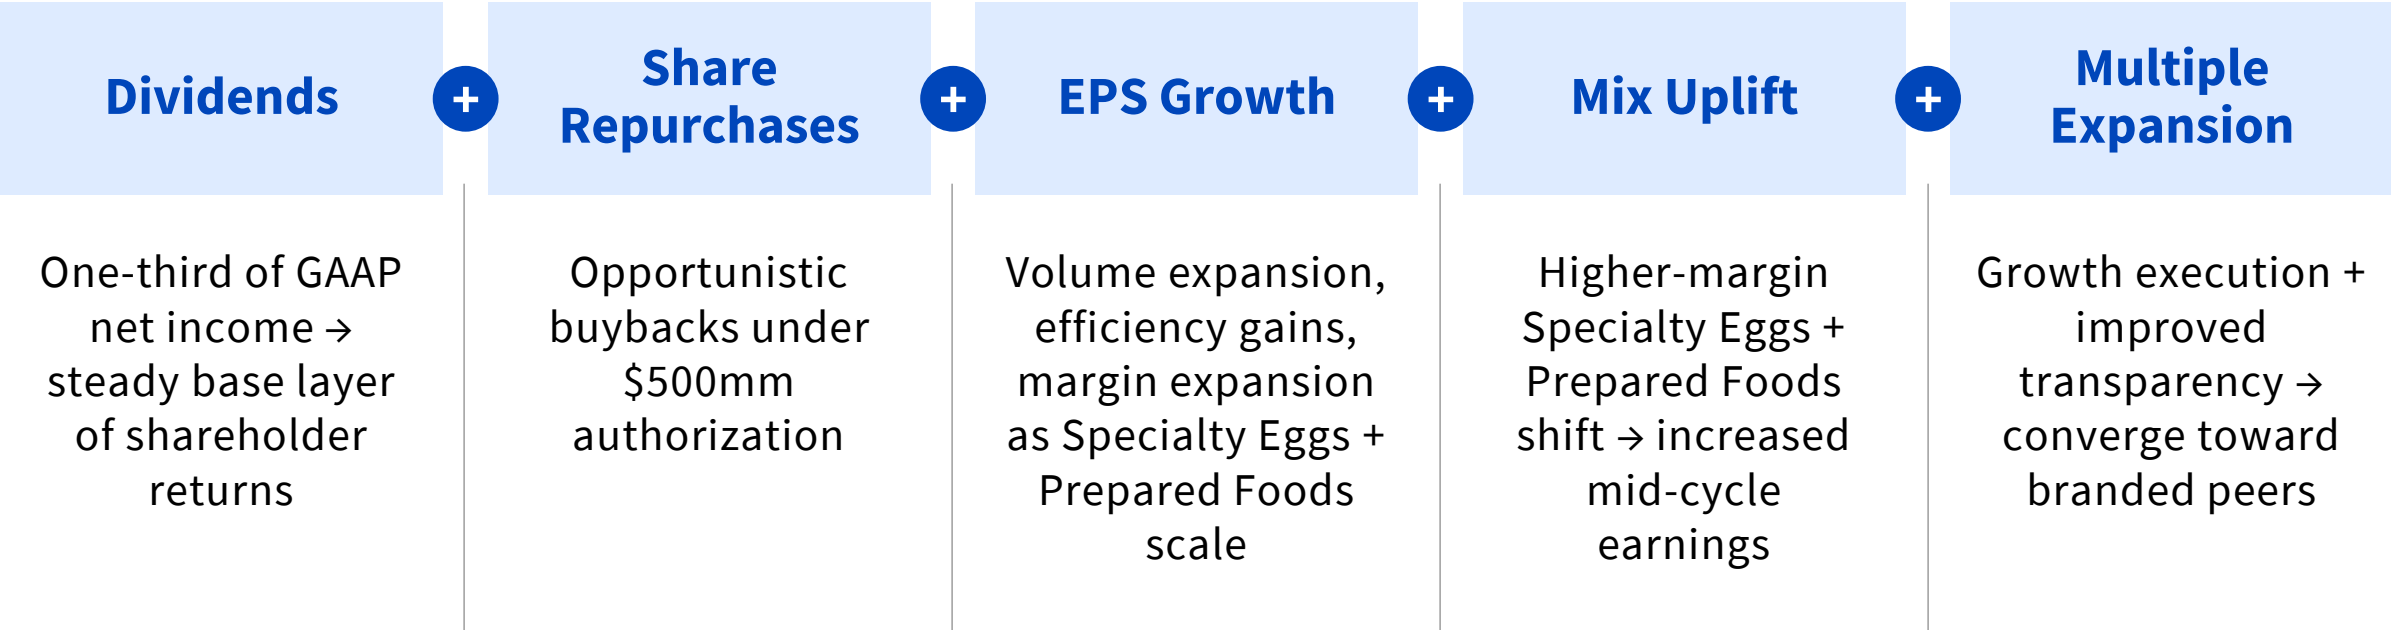 Dividends
+
Share
Repurchases
+
EPS Growth
+
Mix Uplift
+
Multiple
Expansion
One-third of GAAP
net income →
steady base layer
of shareholder
returns
Opportunistic
buybacks under
$500mm
authorization
Volume expansion,
efficiency gains,
margin expansion
as Specialty Eggs +
Prepared Foods
scale
Higher-margin
Specialty Eggs +
Prepared Foods
shift → increased
mid-cycle
earnings
Growth execution +
improved
transparency →
converge toward
branded peers